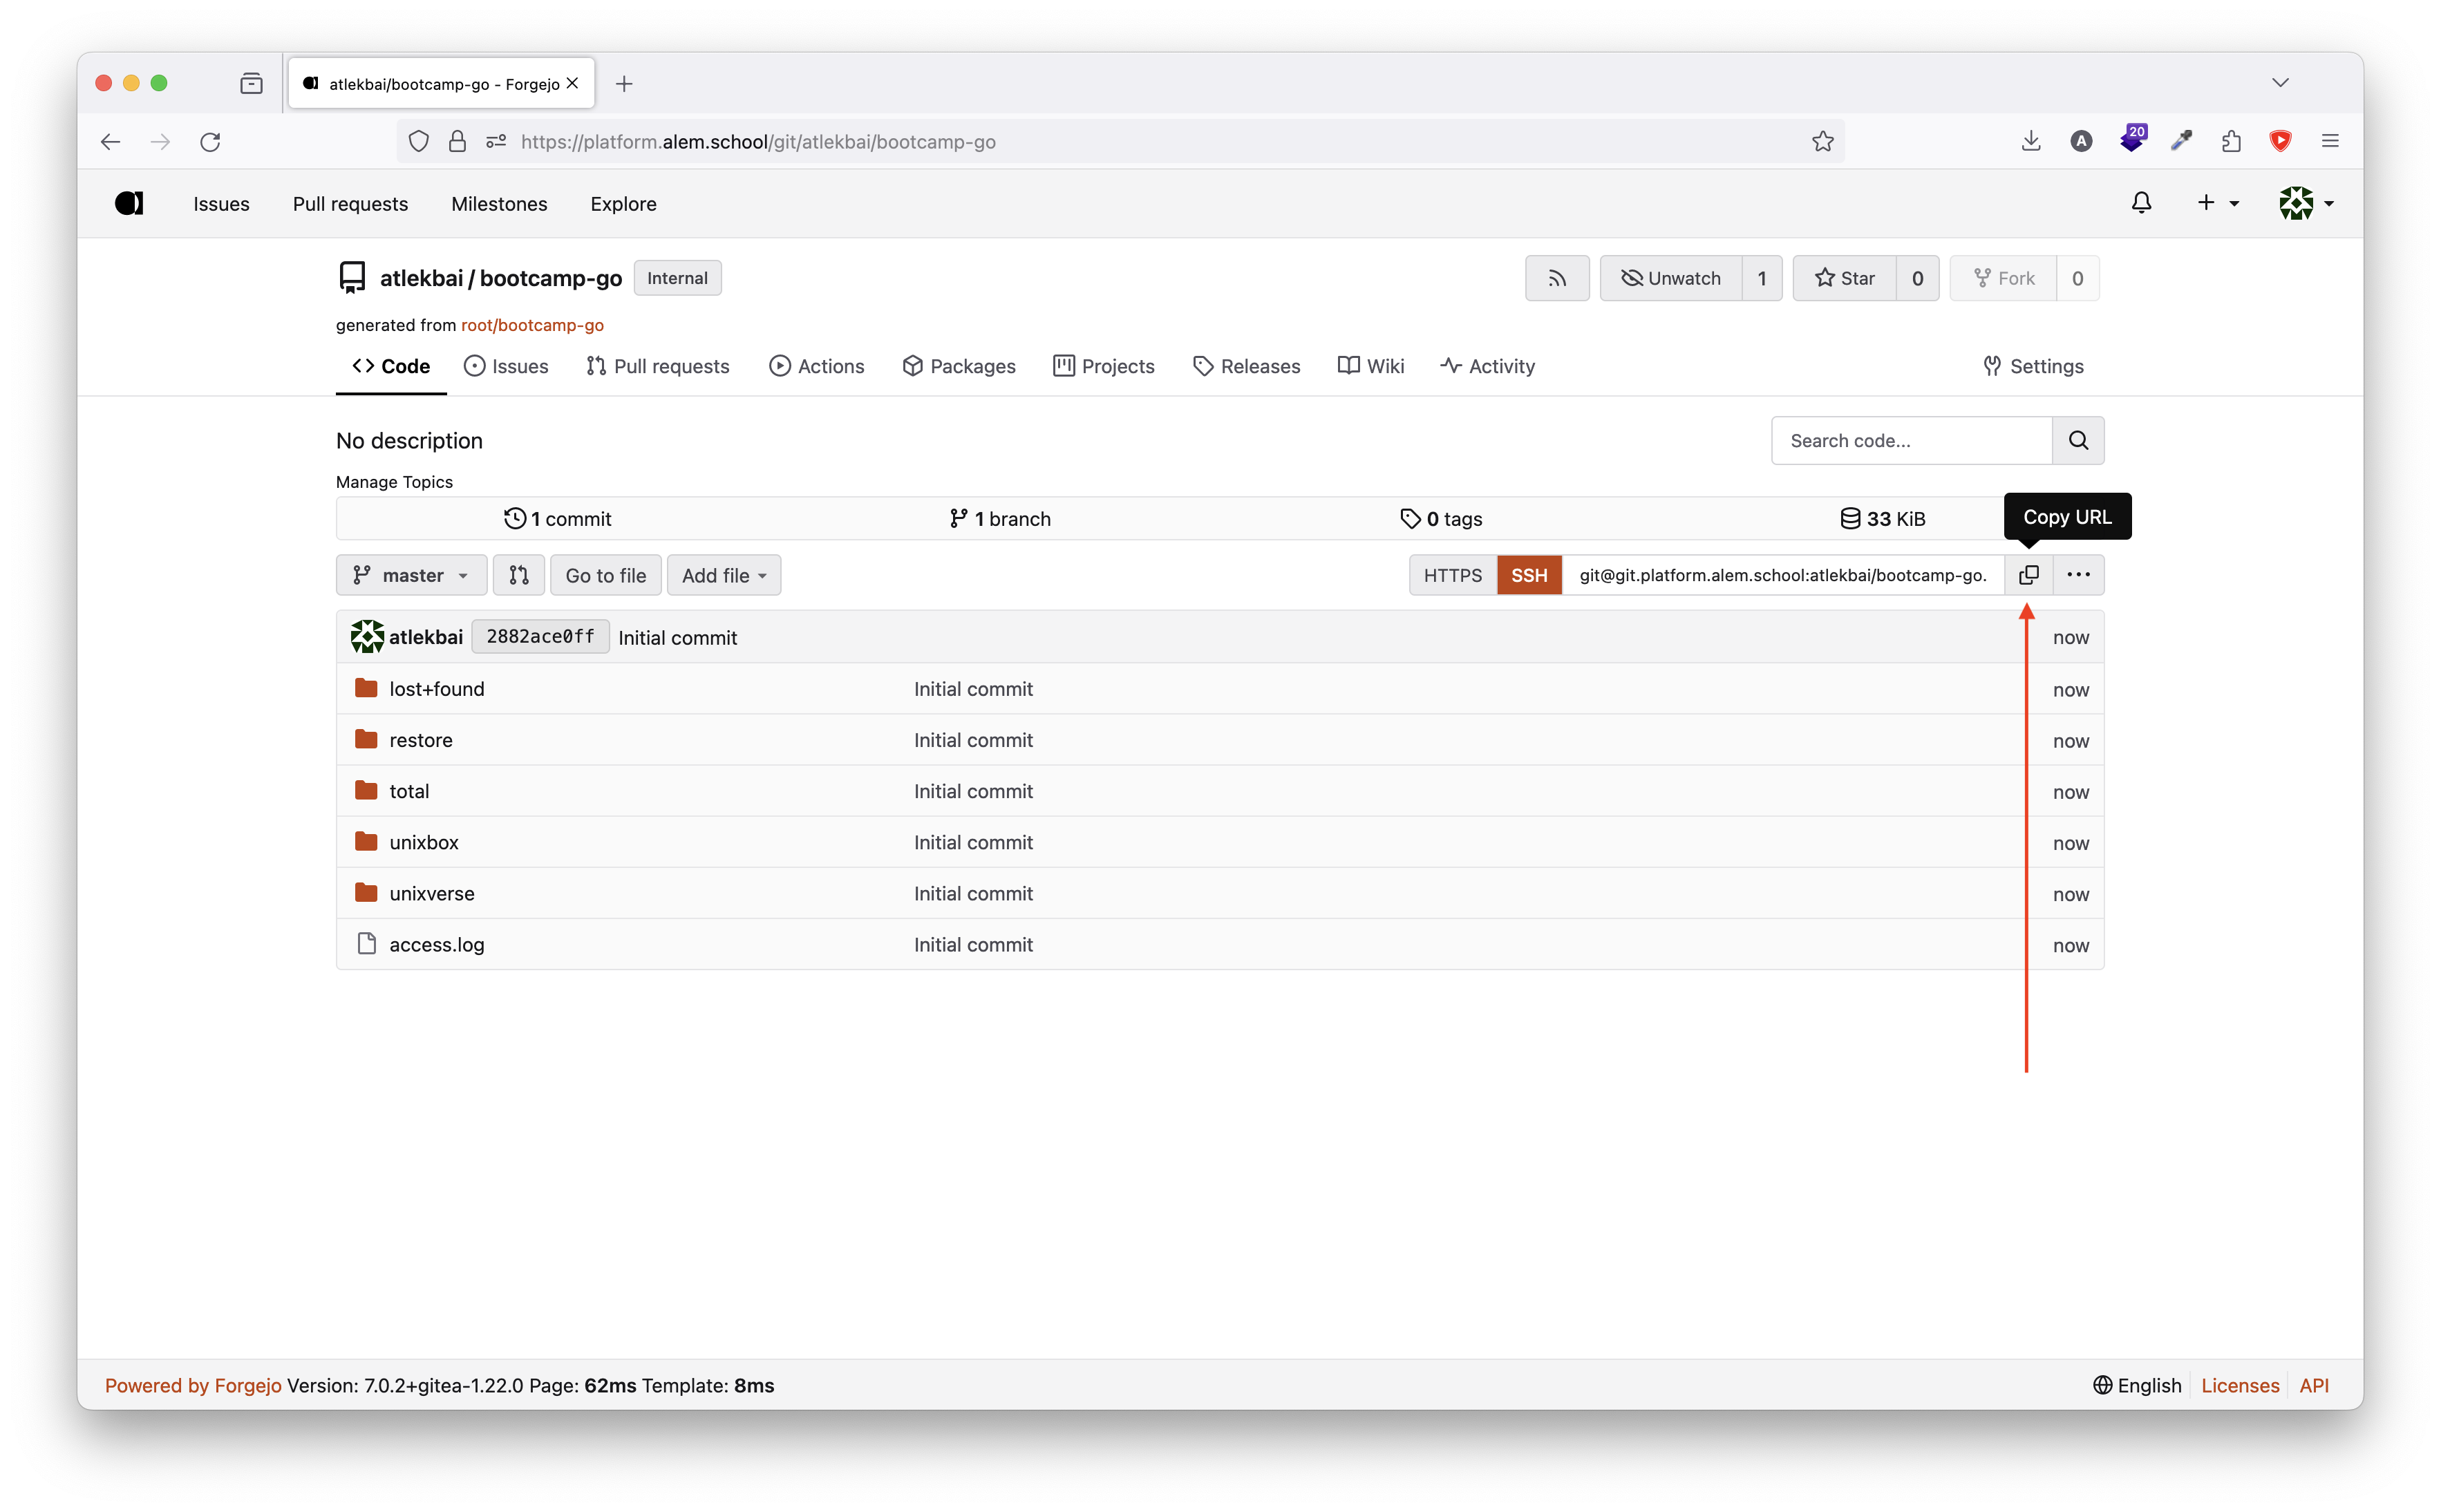 atlekbai/bootcamp-go - Forgejo
https://platform.alem.school/git/atlekbai/bootcamp-go
A
20
Issues Pull requests Milestones Explore
atlekbai / bootcamp-go Internal
Unwatch 1 Star 0 Fork 0
generated from root/bootcamp-go
Code Issues Pull requests Actions Packages Projects Releases Wiki Activity Settings
No description
Search code...
Manage Topics
1 commit 1 branch 0 tags 33 KiB
Copy URL
master Go to file Add file
HTTPS SSH git@git.platform.alem.school:atlekbai/bootcamp-go.
atlekbai 2882ace0ff Initial commit now
lost+found Initial commit now
restore Initial commit now
total Initial commit now
unixbox Initial commit now
unixverse Initial commit now
access.log Initial commit now
Powered by Forgejo Version: 7.0.2+gitea-1.22.0 Page: 62ms Template: 8ms
English Licenses API